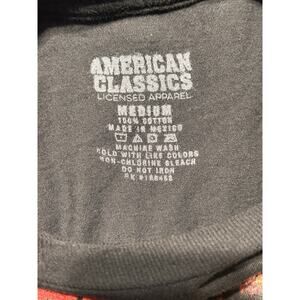 AMERICAN
CLASSICS
LICENSED APPAREL
MEDIUM
100% COTTON
MADE IN MEXICO
MACHINE WASH
COLD WITH LIKE COLORS
NON-CHLORINE BLEACH
DO NOT IRON